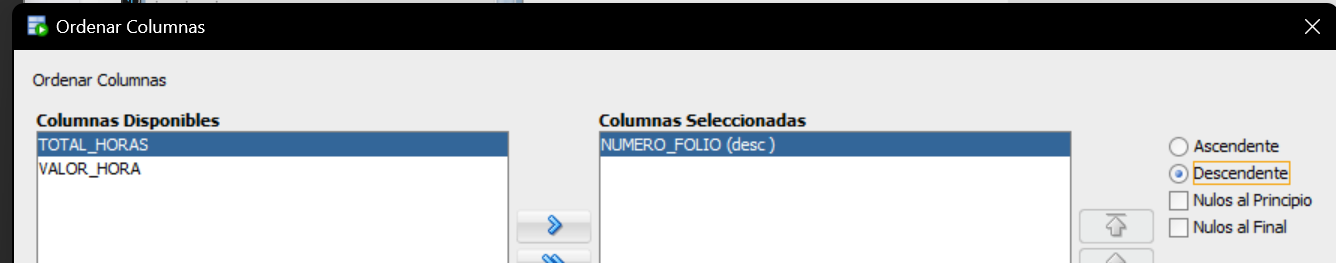 Ordenar Columnas
Ordenar Columnas
Columnas Disponibles
TOTAL_HORAS
VALOR_HORA
Columnas Seleccionadas
NUMERO_FOLIO (desc )
Ascendente
Descendente
Nulos al Principio
Nulos al Final